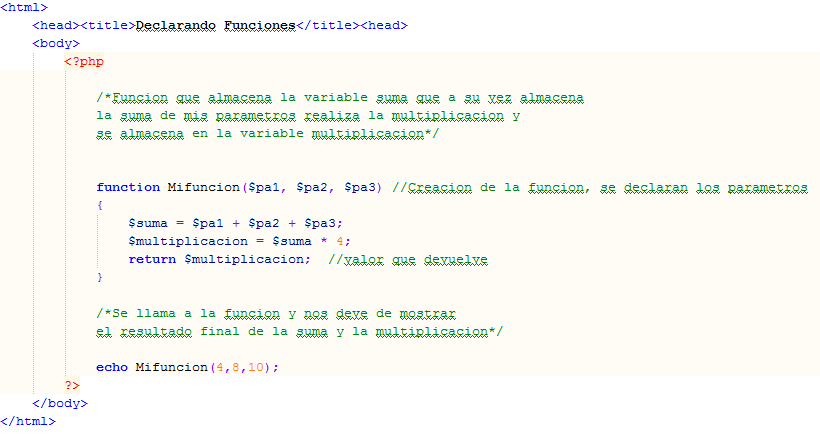 <html>
<head><title>Declarando Funciones</title><head>
<body>
<?php
/*Funcion que almacena la variable suma que a su vez almacena
la suma de mis parametros realiza la multiplicacion y
se almacena en la variable multiplicacion*/
function Mifuncion($pa1, $pa2, $pa3) //Creacion de la funcion, se declaran los parametros
{
$suma = $pa1 + $pa2 + $pa3;
$multiplicacion = $suma * 4;
return $multiplicacion; //valor que devuelve
}
/*Se llama a la funcion y nos deve de mostrar
el resultado final de la suma y la multiplicacion*/
echo Mifuncion(4,8,10);
?>
</body>
</html>